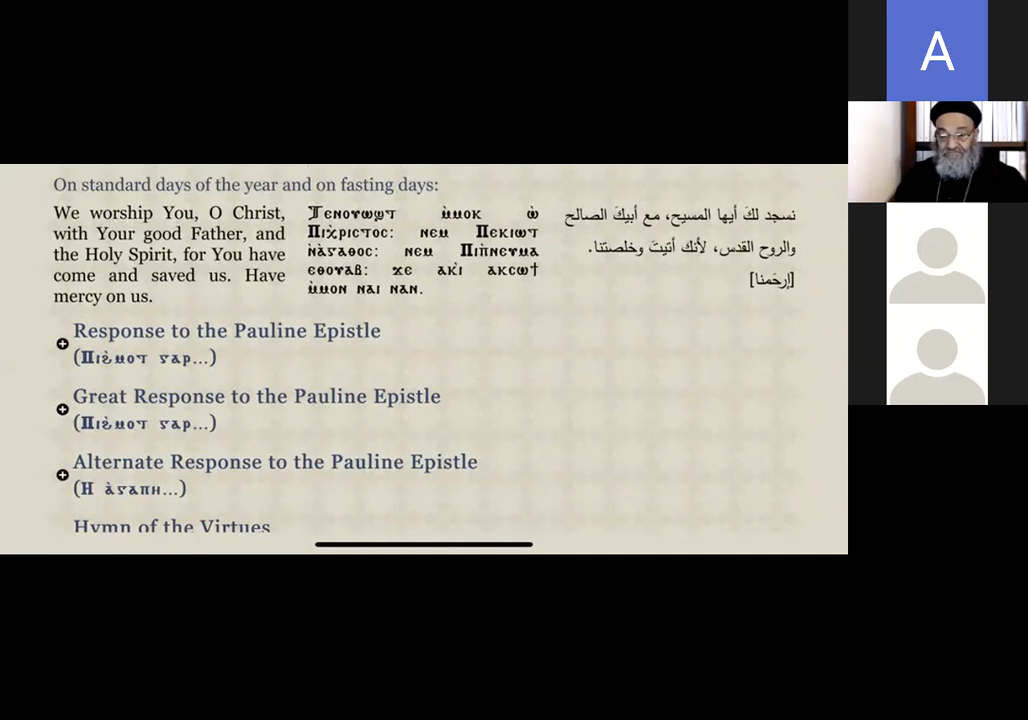 A
On standard days of the year and on fasting days:
We worship You, O Christ,
with Your good Father, and
the Holy Spirit, for You have
come and saved us. Have
mercy on us.
Ⲧⲉⲛⲟⲩⲱϣⲧ ⲙ̀ⲙⲟⲕ ⲱ̀
Ⲡⲓⲭ̀ⲣⲓⲥⲧⲟⲥ: ⲛⲉⲙ Ⲡⲉⲕⲓⲱⲧ
ⲛ̀ⲁ̀ⲅⲁⲑⲟⲥ: ⲛⲉⲙ Ⲡⲓⲡ̀ⲛⲉⲩⲙⲁ
ⲉⲑⲟⲩⲁⲃ: ϫⲉ ⲁⲕⲓ̀ ⲁⲕⲥⲱϯ
ⲙ̀ⲙⲟⲛ ⲛⲁⲓ ⲛⲁⲛ.
نسجد لكَ أيها المسيح، مع أبيكَ الصالح
والروح القدس، لأنك أتيتَ وخلصتنا.
[إرحَمنا]
Response to the Pauline Epistle
(Ⲡⲓⲉ̀ⲙⲟⲧ ⲅⲁⲣ...)
Great Response to the Pauline Epistle
(Ⲡⲓⲉ̀ⲙⲟⲧ ⲅⲁⲣ...)
Alternate Response to the Pauline Epistle
(Ⲏ ⲁ̀ⲅⲁⲡⲏ...)
Hymn of the Virtues